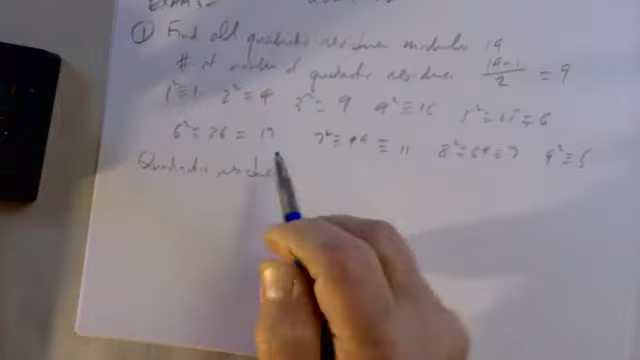 ① Find all quadratic residues modulo 19
# of number of quadratic residues (19-1)/2 = 9
1²≡1 2²≡4 3²≡9 4²≡16 5²≡25≡6
6²≡36≡17 7²≡49≡11 8²≡64≡7 9²≡5
Quadratic residue